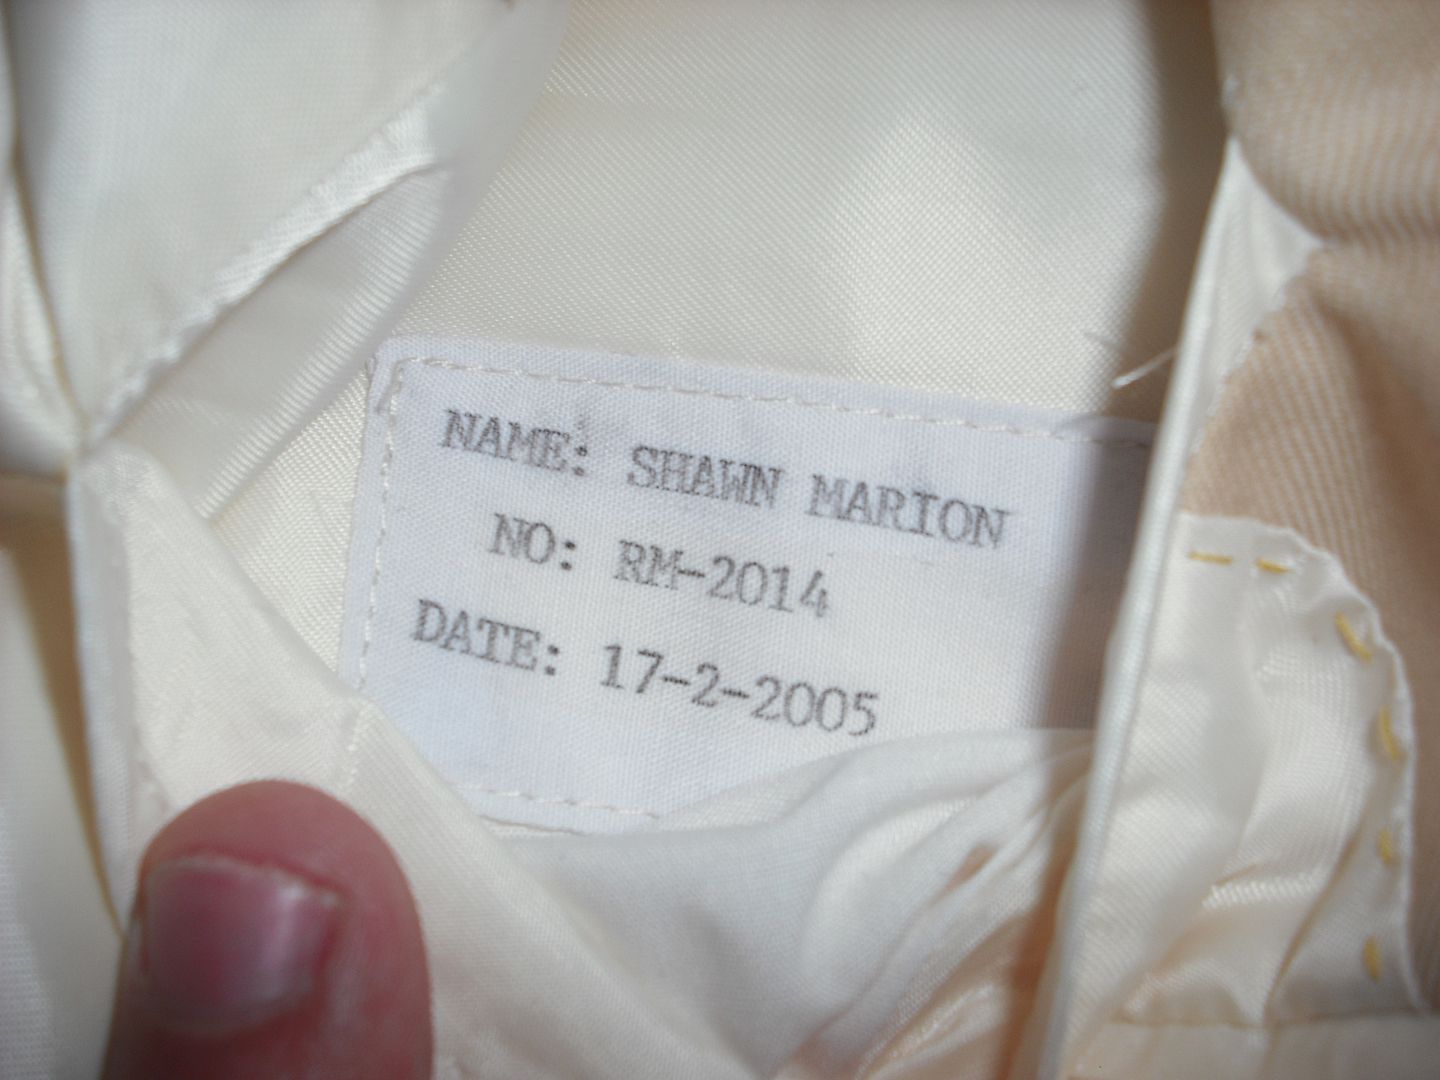 NAME: SHAWN MARION
NO: RM-2014
DATE: 17-2-2005